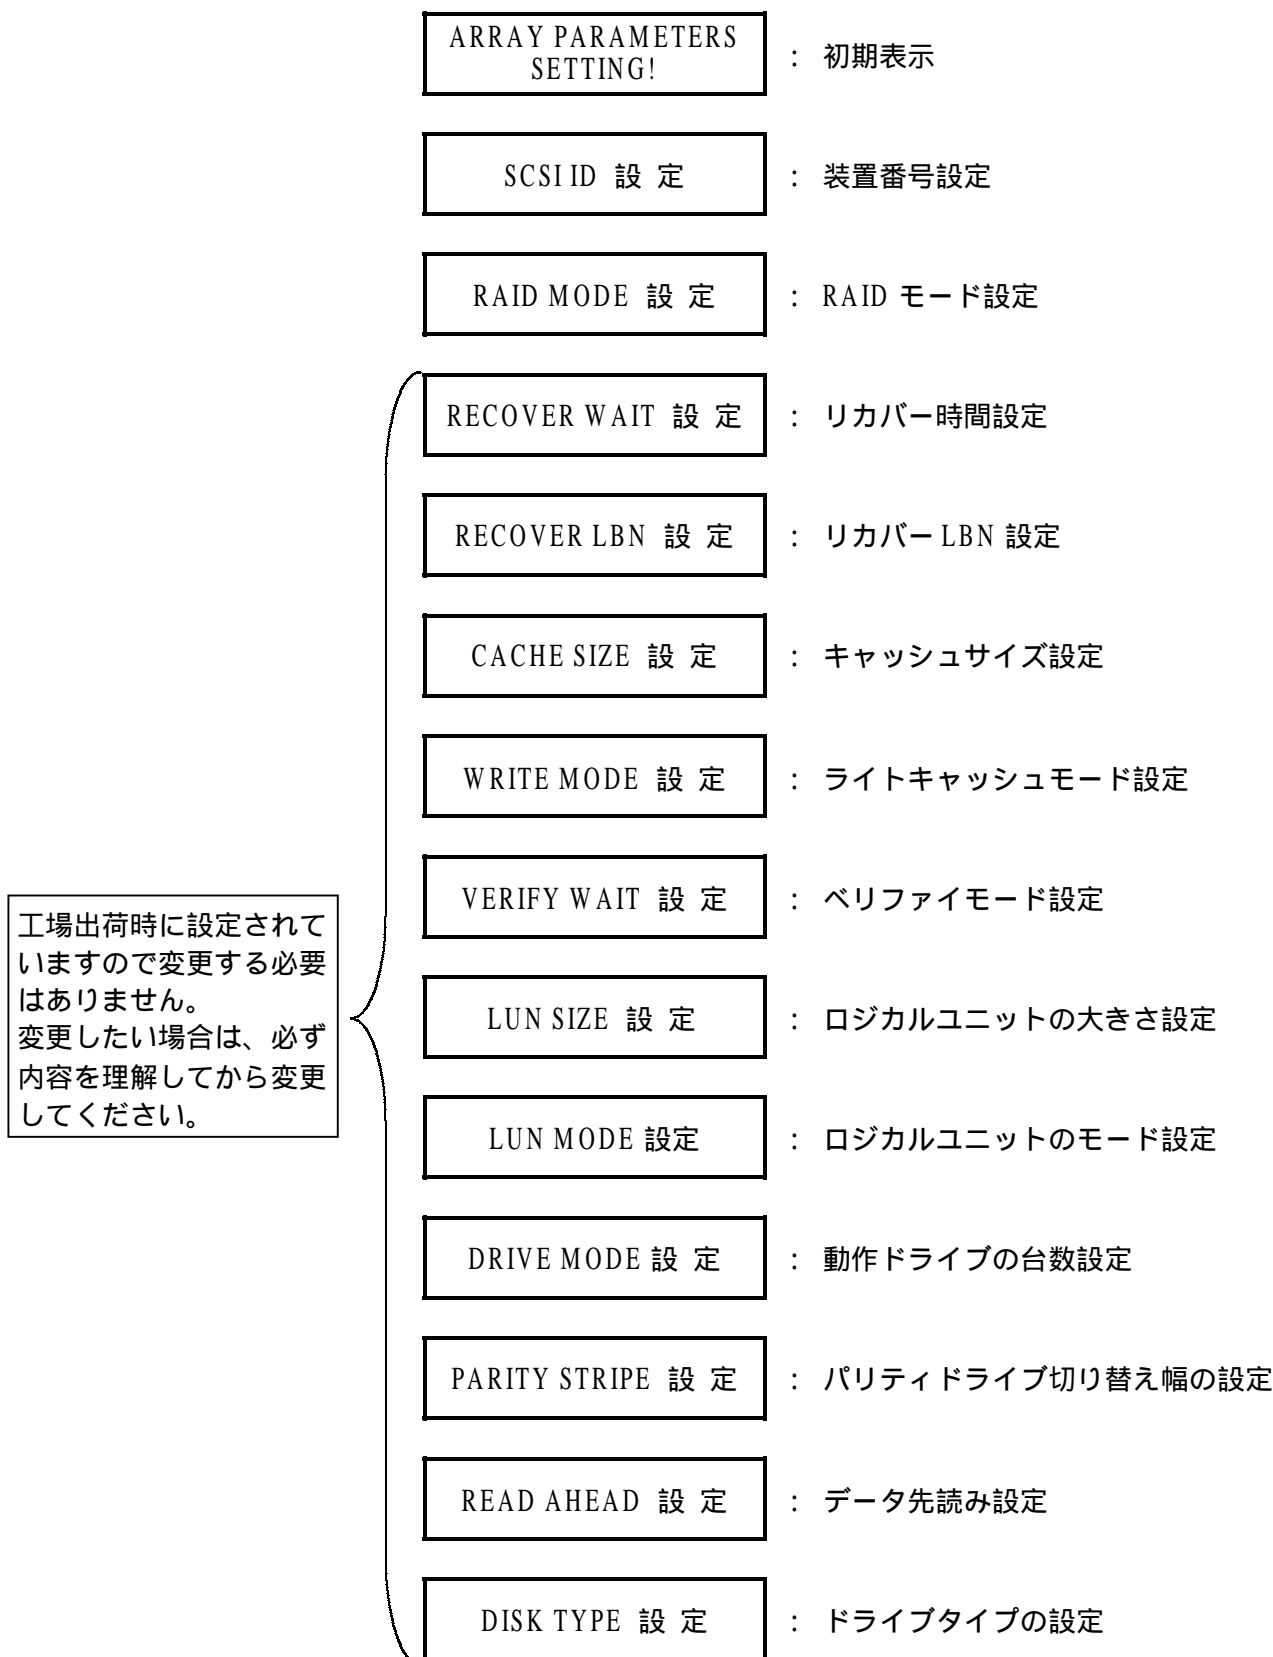 ARRAY PARAMETERS
SETTING!
: 初期表示
SCSI ID 設 定 : 装置番号設定
RAID MODE 設 定 : RAID モード設定
RECOVER WAIT 設 定 : リカバー時間設定
RECOVER LBN 設 定 : リカバー LBN 設定
CACHE SIZE 設 定 : キャッシュサイズ設定
WRITE MODE 設 定 : ライトキャッシュモード設定
VERIFY WAIT 設 定 : ベリファイモード設定
工場出荷時に設定されて
いますので変更する必要
はありません。
変更したい場合は、必ず
内容を理解してから変更
してください。
LUN SIZE 設 定 : ロジカルユニットの大きさ設定
LUN MODE 設定 : ロジカルユニットのモード設定
DRIVE MODE 設 定 : 動作ドライブの台数設定
PARITY STRIPE 設 定 : パリティドライブ切り替え幅の設定
READ AHEAD 設 定 : データ先読み設定
DISK TYPE 設 定 : ドライブタイプの設定